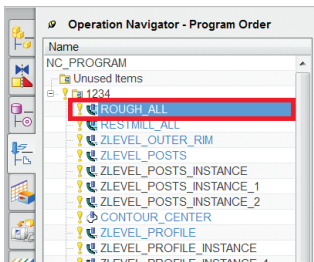 Operation Navigator - Program Order
Name
NC_PROGRAM
Unused Items
1234
ROUGH_ALL
RESTMILL_ALL
ZLEVEL_OUTER_RIM
ZLEVEL_POSTS
ZLEVEL_POSTS_INSTANCE
ZLEVEL_POSTS_INSTANCE_1
ZLEVEL_POSTS_INSTANCE_2
CONTOUR_CENTER
ZLEVEL_PROFILE
ZLEVEL_PROFILE_INSTANCE